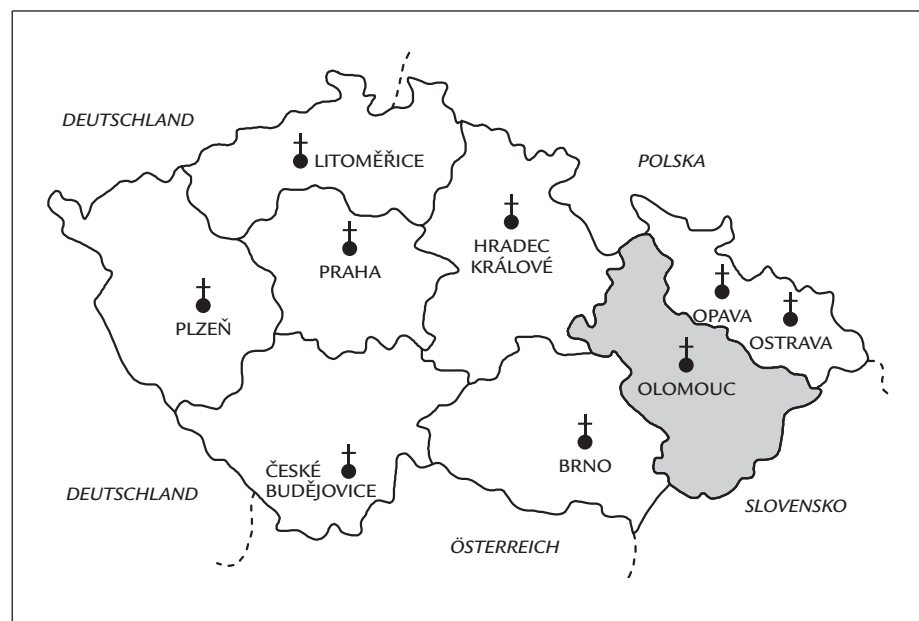 DEUTSCHLAND
LITOMĚŘICE
POLSKA
HRADEC
KRÁLOVÉ
PRAHA
PLZEŇ
OPAVA
OSTRAVA
OLOMOUC
BRNO
ČESKÉ
BUDĚJOVICE
DEUTSCHLAND
SLOVENSKO
ÖSTERREICH